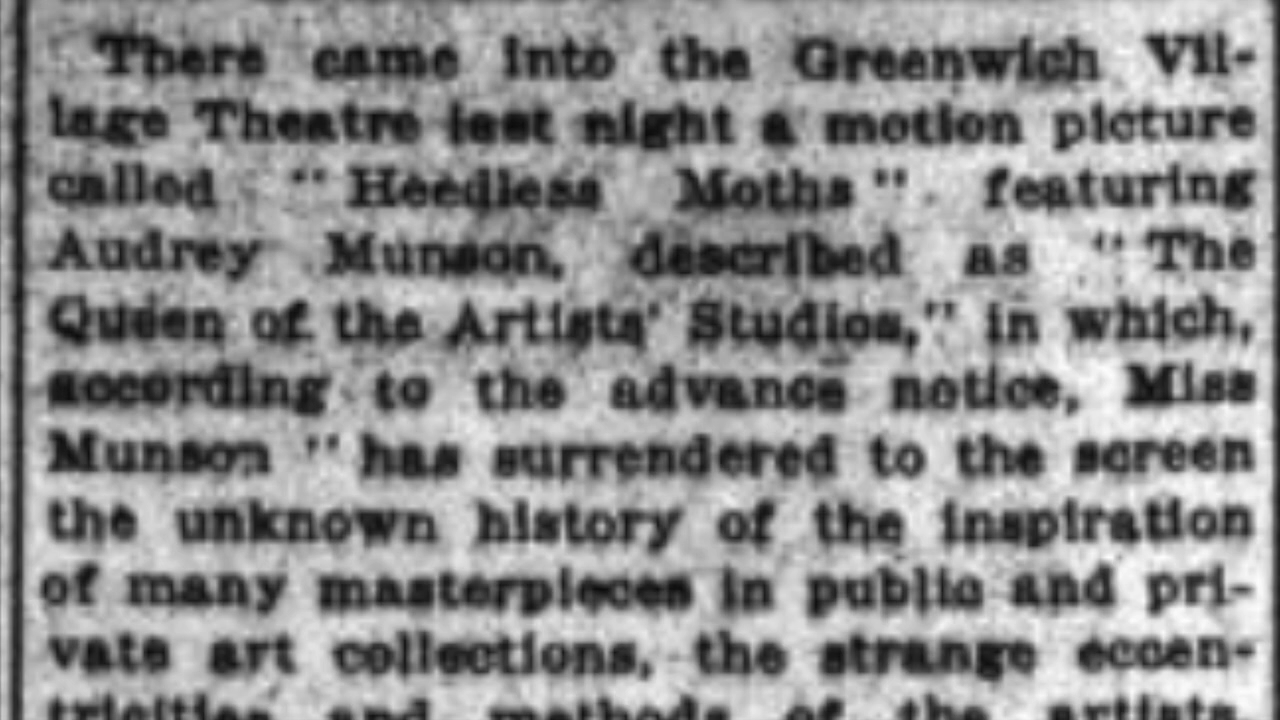 There came into the Greenwich Vil-
lage Theatre last night a motion picture
called "Heedless Moths" featuring
Audrey Munson, described as "The
Queen of the Artists' Studios," in which,
according to the advance notice, Miss
Munson "has surrendered to the screen
the unknown history of the inspiration
of many masterpieces in public and pri-
vate art collections, the strange eccen-
tricities and methods of the artists,